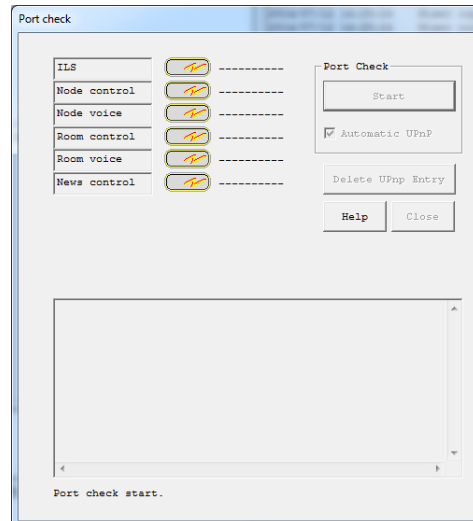 Port check
ILS ----------
Node control ----------
Node voice ----------
Room control ----------
Room voice ----------
News control ----------
Port Check
Start
Automatic UPnP
Delete UPnp Entry
Help Close
Port check start.